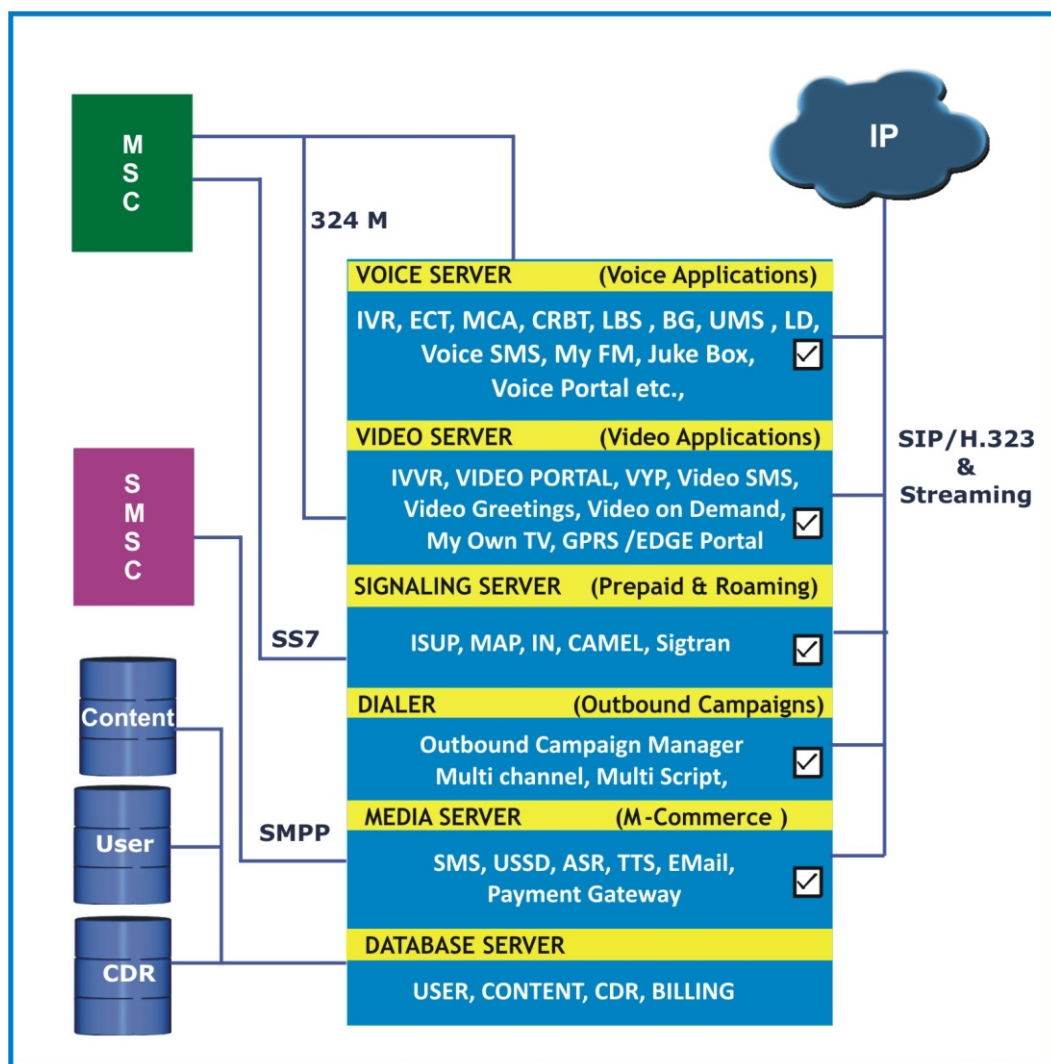 M
S
C
IP
324 M
VOICE SERVER (Voice Applications)
IVR, ECT, MCA, CRBT, LBS , BG, UMS , LD,
Voice SMS, My FM, Juke Box,
Voice Portal etc.,
VIDEO SERVER (Video Applications)
IVVR, VIDEO PORTAL, VYP, Video SMS,
Video Greetings, Video on Demand,
My Own TV, GPRS /EDGE Portal
SIP/H.323
&
Streaming
S
M
S
C
SIGNALING SERVER (Prepaid & Roaming)
SS7
ISUP, MAP, IN, CAMEL, Sigtran
DIALER (Outbound Campaigns)
Outbound Campaign Manager
Multi channel, Multi Script,
Content
User
CDR
SMPP
MEDIA SERVER (M-Commerce )
SMS, USSD, ASR, TTS, EMail,
Payment Gateway
DATABASE SERVER
USER, CONTENT, CDR, BILLING